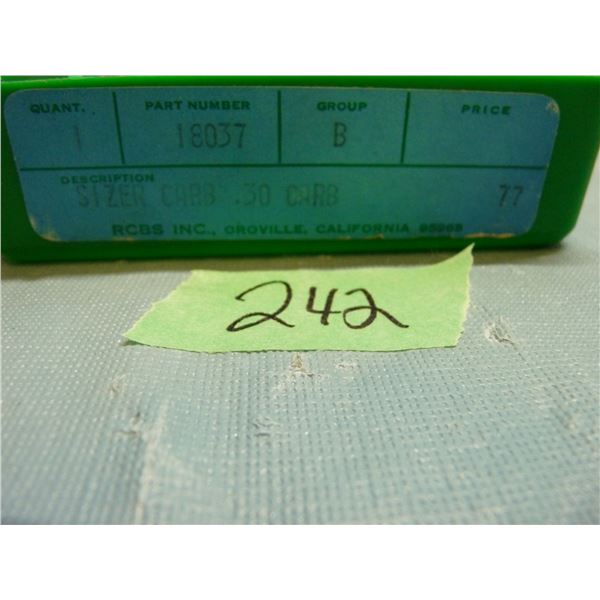 QUANT. PART NUMBER GROUP PRICE
1 18037 B
DESCRIPTION
SIZER CARB .30 CARB 77
RCBS INC., OROVILLE, CALIFORNIA 95965
242